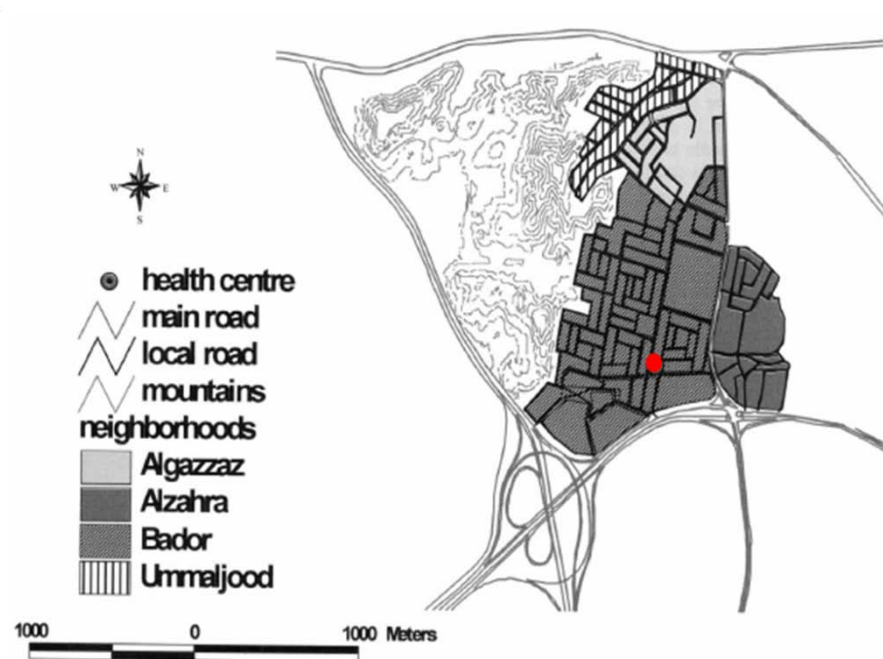 N
W E
S
health centre
main road
local road
mountains
neighborhoods
Algazzaz
Alzahra
Bador
Ummaljood
1000 0 1000 Meters